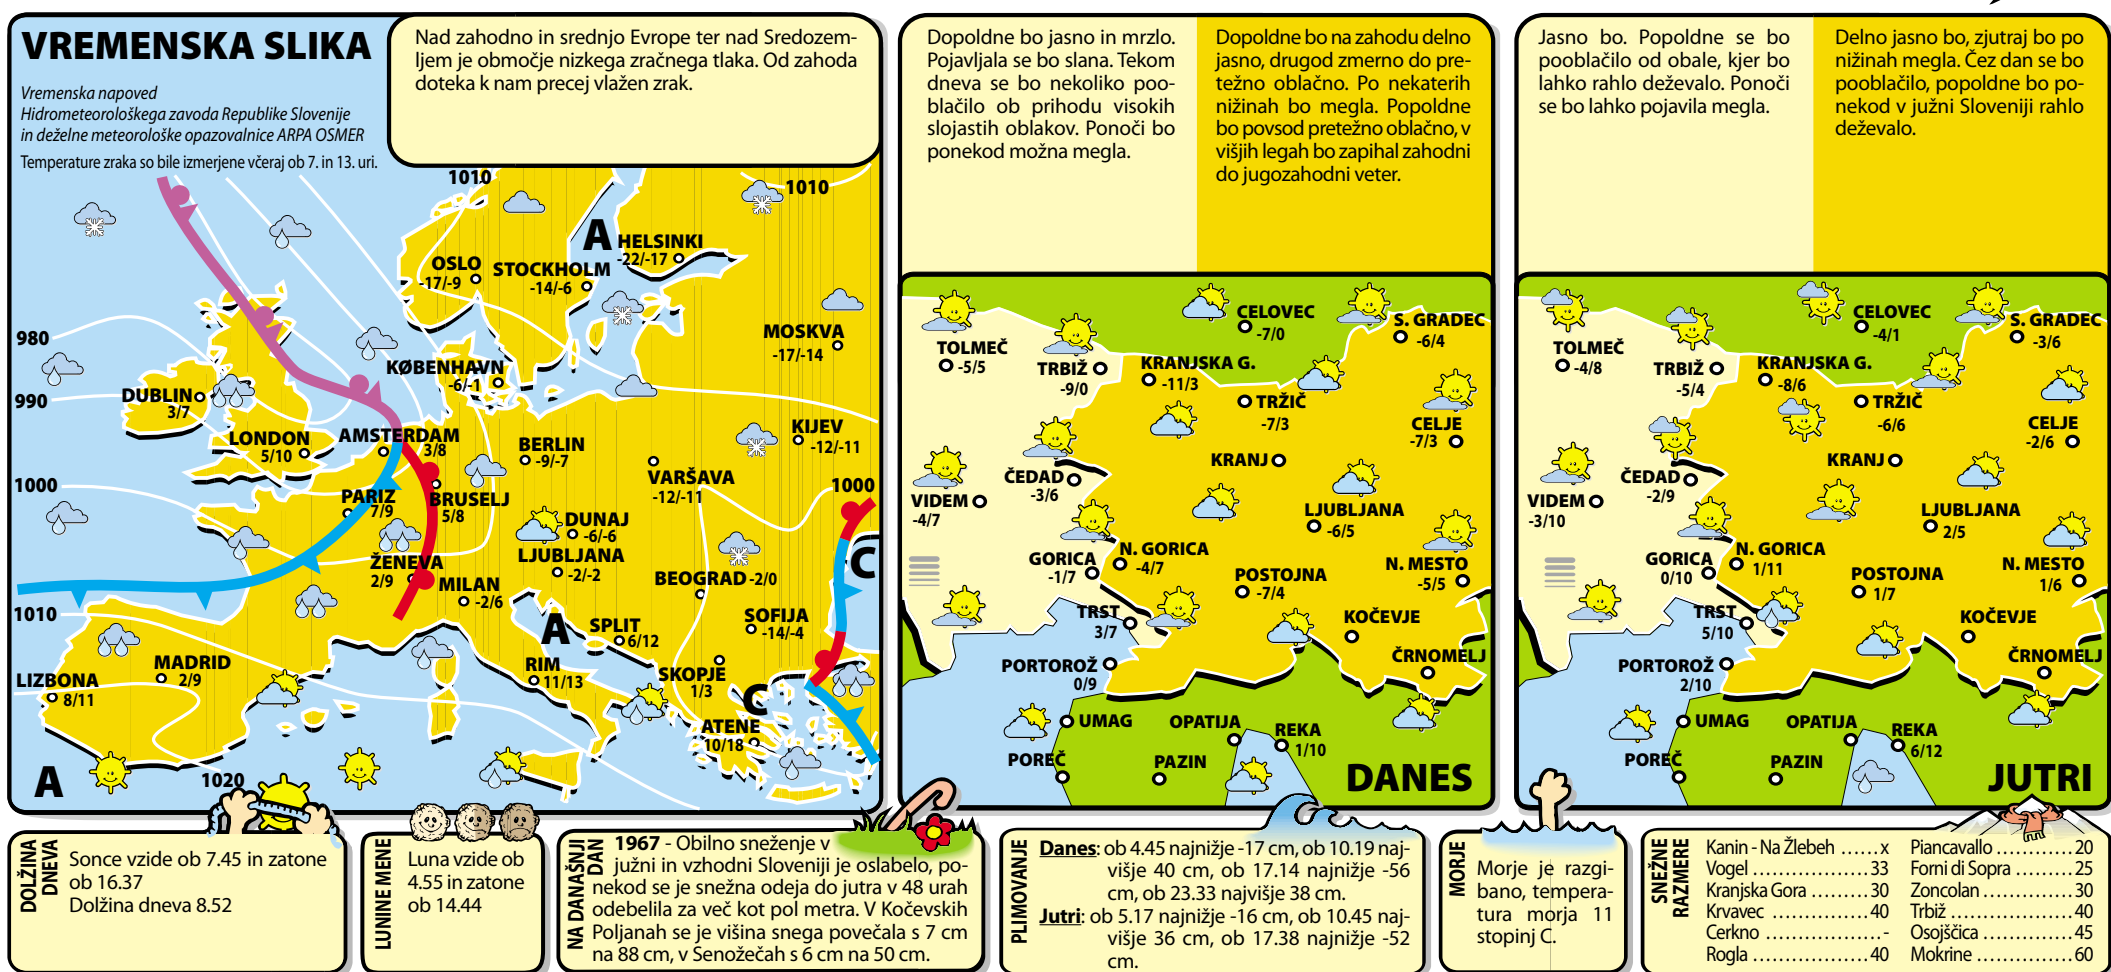 VREMENSKA SLIKA
Vremenska napoved
Hidrometeorološkega zavoda Republike Slovenije
in deželne meteorološke opazovalnice ARPA OSMER
Temperature zraka so bile izmerjene včeraj ob 7. in 13. uri.
Nad zahodno in srednjo Evrope ter nad Sredozem-
ljem je območje nizkega zračnega tlaka. Od zahoda
doteka k nam precej vlažen zrak.
1010
1010
A
HELSINKI
-22/-17
OSLO
-17/-9
STOCKHOLM
-14/-6
980
MOSKVA
-17/-14
KØBENHAVN
-6/-1
990
DUBLIN
3/7
LONDON
5/10
AMSTERDAM
3/8
BERLIN
-9/-7
KIJEV
-12/-11
VARŠAVA
-12/-11
1000
1000
PARIZ
7/9
BRUSELJ
5/8
DUNAJ
-6/-6
LJUBLJANA
-2/-2
C
ŽENEVA
2/9
MILAN
-2/6
BEOGRAD -2/0
1010
A
SPLIT
6/12
SOFIJA
-14/-4
MADRID
2/9
RIM
11/13
SKOPJE
1/3
LIZBONA
8/11
C
ATENE
10/18
A
1020
Dopoldne bo jasno in mrzlo.
Pojavljala se bo slana. Tekom
dneva se bo nekoliko poo-
blačilo ob prihodu visokih
slojastih oblakov. Ponoči bo
ponekod možna megla.
Dopoldne bo na zahodu delno
jasno, drugod zmerno do pre-
težno oblačno. Po nekaterih
nižinah bo megla. Popoldne
bo povsod pretežno oblačno, v
višjih legah bo zapihal zahodni
do jugozahodni veter.
CELOVEC
-7/0
S. GRADEC
-6/4
TOLMEČ
-5/5
TRBIŽ
-9/0
KRANJSKA G.
-11/3
TRŽIČ
-7/3
CELJE
-7/3
KRANJ
ČEDAD
-3/6
VIDEM
-4/7
LJUBLJANA
-6/5
GORICA
-1/7
N. GORICA
-4/7
POSTOJNA
-7/4
N. MESTO
-5/5
TRST
3/7
KOČEVJE
PORTOROŽ
0/9
ČRNOMELJ
UMAG
OPATIJA
REKA
1/10
POREČ
PAZIN
DANES
Jasno bo. Popoldne se bo
pooblačilo od obale, kjer bo
lahko rahlo deževalo. Ponoči
se bo lahko pojavila megla.
Delno jasno bo, zjutraj bo po
nižinah megla. Čez dan se bo
pooblačilo, popoldne bo po-
nekod v južni Sloveniji rahlo
deževalo.
CELOVEC
-4/1
S. GRADEC
-3/6
TOLMEČ
-4/8
TRBIŽ
-5/4
KRANJSKA G.
-8/6
TRŽIČ
-6/6
CELJE
-2/6
KRANJ
ČEDAD
-2/9
VIDEM
-3/10
LJUBLJANA
2/5
GORICA
0/10
N. GORICA
1/11
POSTOJNA
1/7
N. MESTO
1/6
TRST
5/10
KOČEVJE
PORTOROŽ
2/10
ČRNOMELJ
UMAG
OPATIJA
REKA
6/12
POREČ
PAZIN
JUTRI
DOLŽINA
DNEVA
Sonce vzide ob 7.45 in zatone
ob 16.37
Dolžina dneva 8.52
LUNINE MENE
Luna vzide ob
4.55 in zatone
ob 14.44
NA DANAŠNJI
DAN
1967 - Obilno sneženje v
južni in vzhodni Sloveniji je oslabelo, po-
nekod se je snežna odeja do jutra v 48 urah
odebelila za več kot pol metra. V Kočevskih
Poljanah se je višina snega povečala s 7 cm
na 88 cm, v Senožečah s 6 cm na 50 cm.
PLIMOVANJE
Danes: ob 4.45 najnižje -17 cm, ob 10.19 naj-
višje 40 cm, ob 17.14 najnižje -56
cm, ob 23.33 najvišje 38 cm.
Jutri: ob 5.17 najnižje -16 cm, ob 10.45 naj-
višje 36 cm, ob 17.38 najnižje -52
cm.
MORJE
Morje je razgi-
bano, tempera-
tura morja 11
stopinj C.
SNEŽNE
RAZMERE
Kanin - Na Žlebeh ......x
Vogel ......................33
Kranjska Gora ..........30
Krvavec ..................40
Cerkno ....................-
Rogla ......................40
Piancavallo ............20
Forni di Sopra .........25
Zoncolan ................30
Trbiž ......................40
Osojščica ................45
Mokrine ..................60